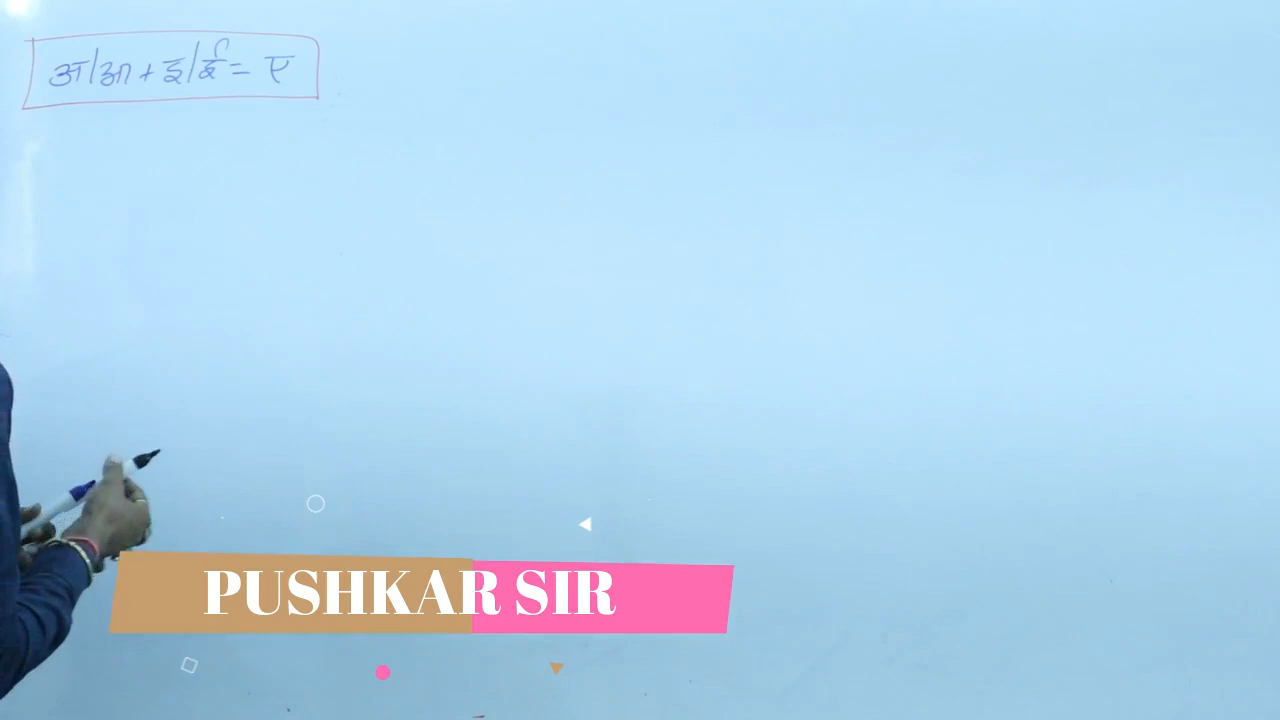 अ/आ + इ/ई = ए
PUSHKAR SIR